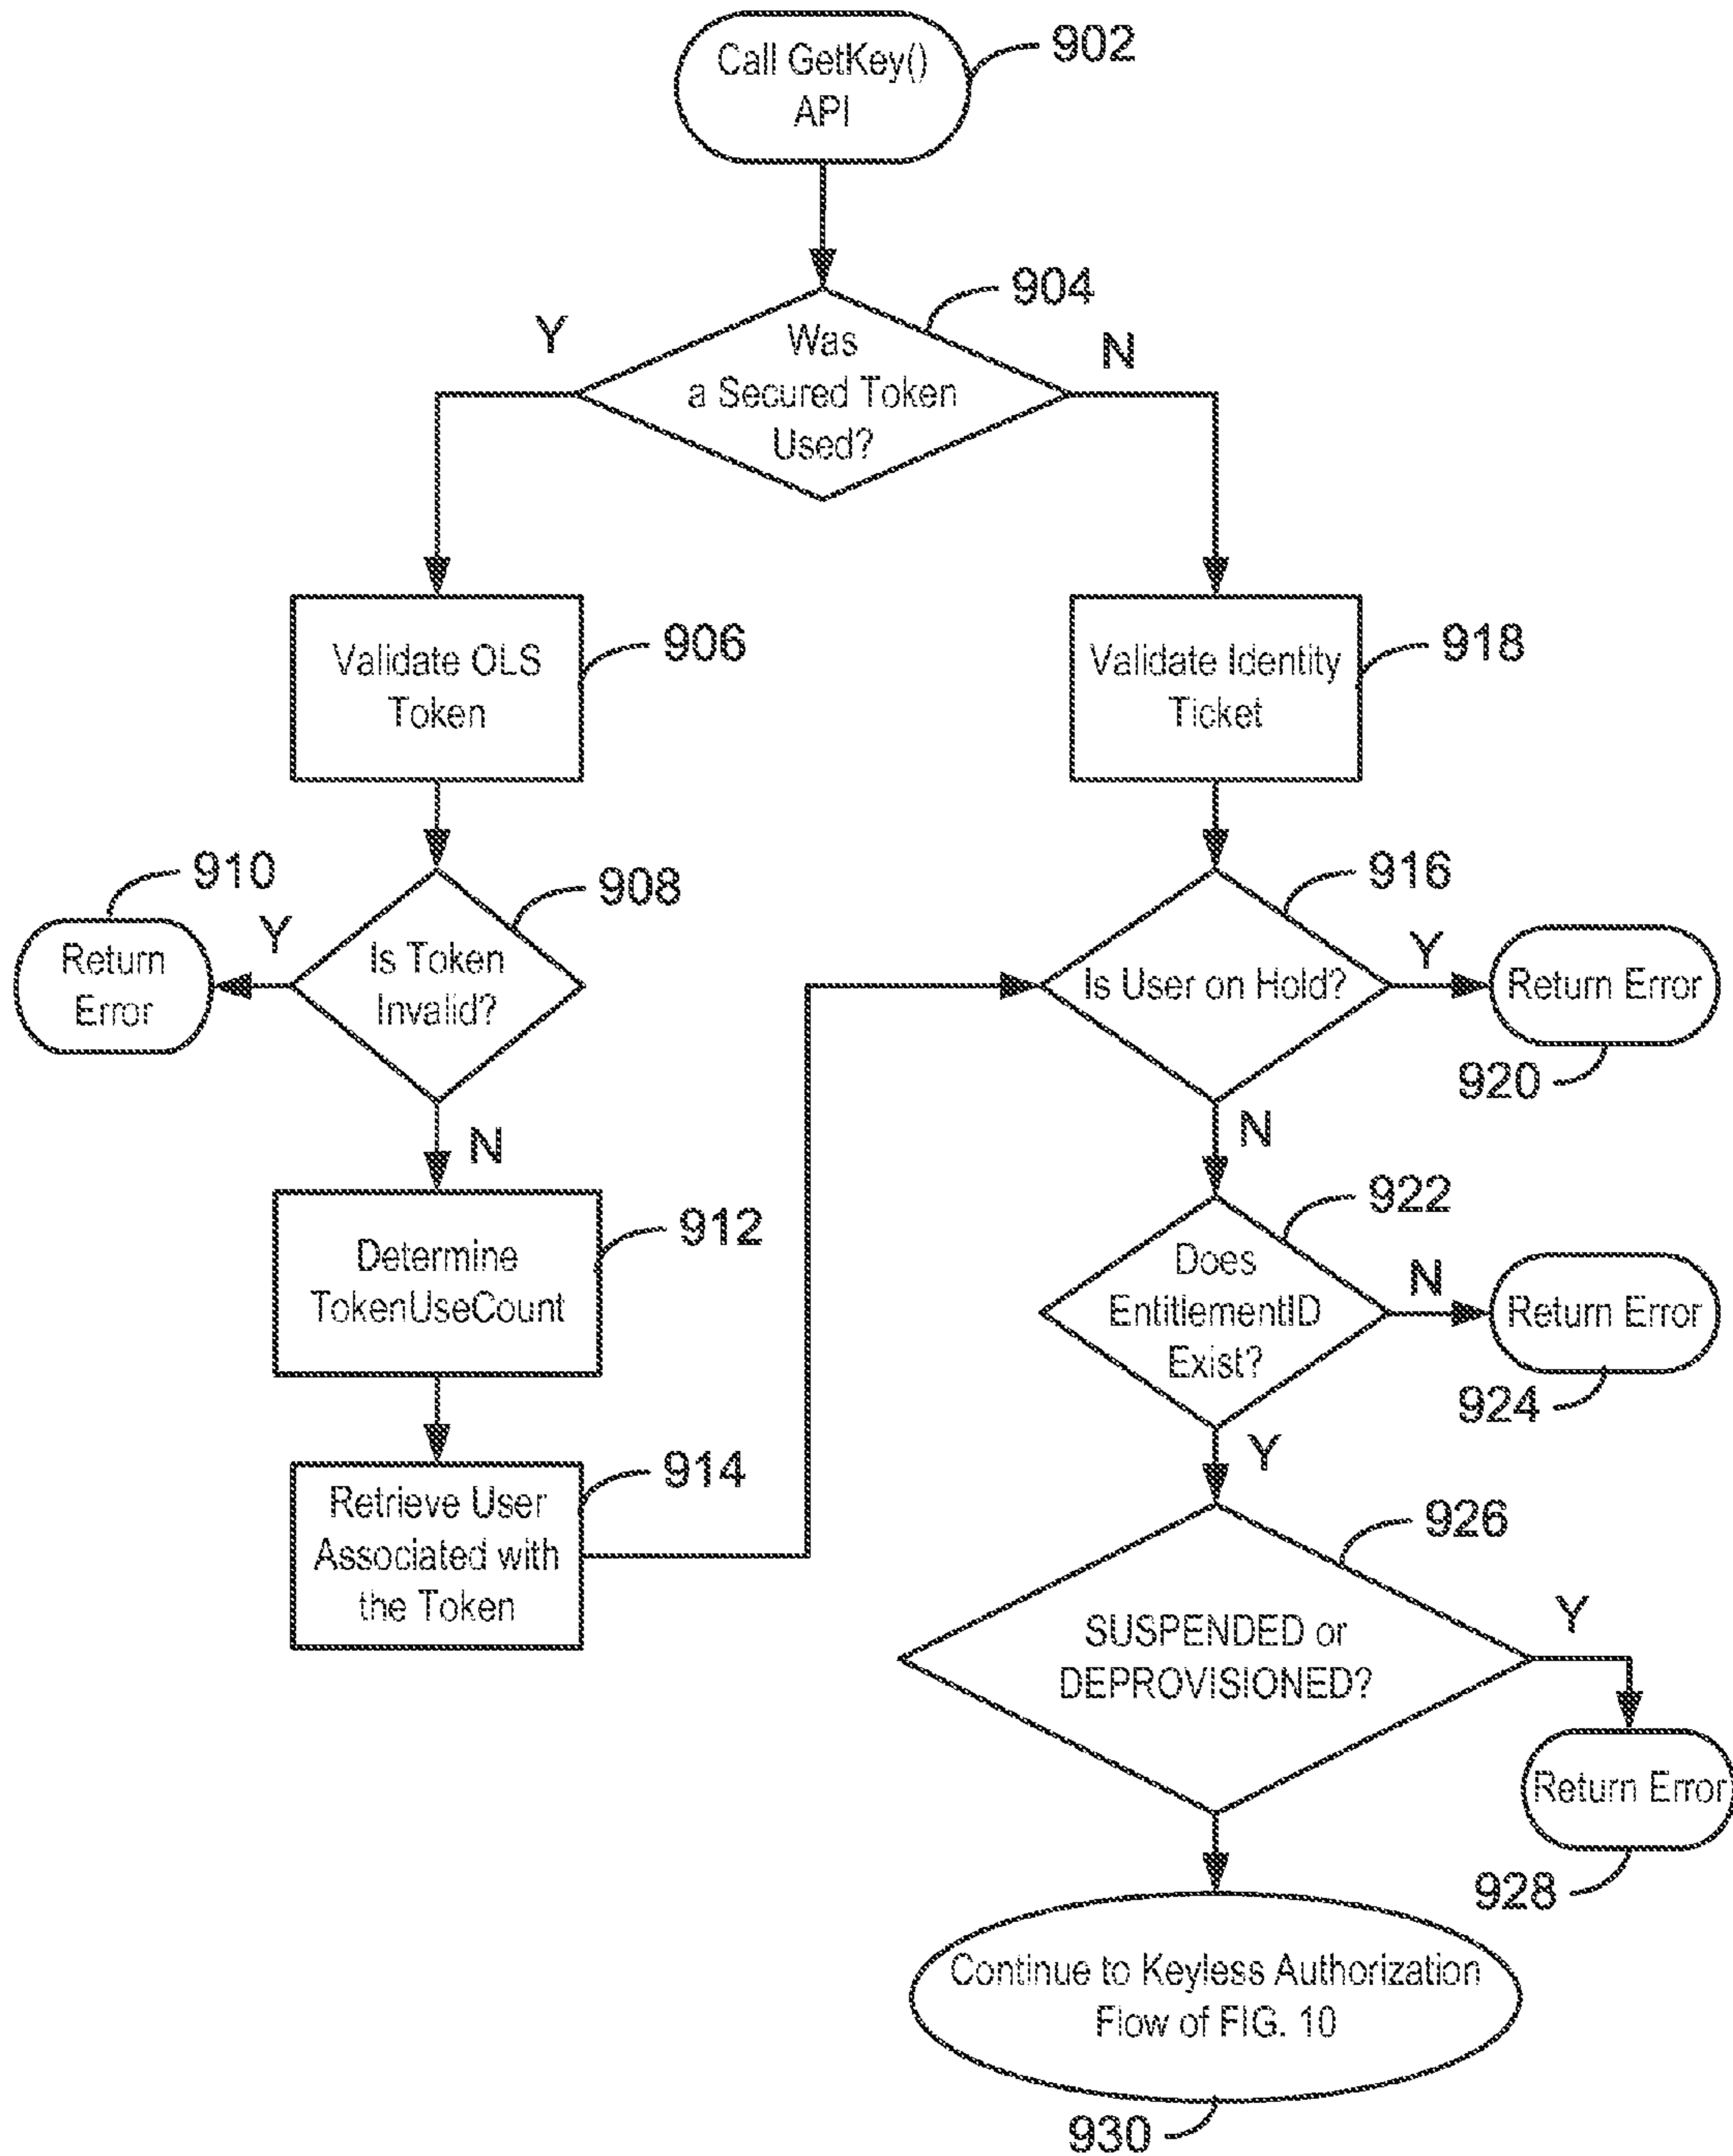 Call GetKey()
API
902
904
Y
N
Was
a Secured Token
Used?
Validate OLS
Token
906
Validate Identity
Ticket
918
910
Return
Error
Y
908
Is Token
Invalid?
N
916
Is User on Hold?
Y
Return Error
920
N
Determine
TokenUseCount
912
922
Does
EntitlementID
Exist?
N
Return Error
924
Y
Retrieve User
Associated with
the Token
914
926
SUSPENDED or
DEPROVISIONED?
Y
Return Error
928
Continue to Keyless Authorization
Flow of FIG. 10
930